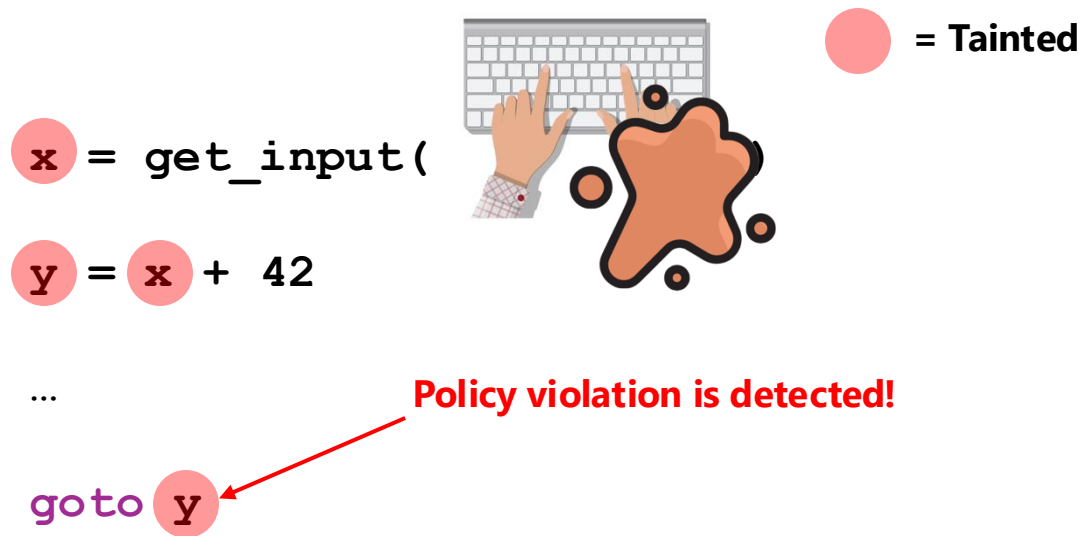 = Tainted
x = get_input( )
y = x + 42
...
Policy violation is detected!
goto y